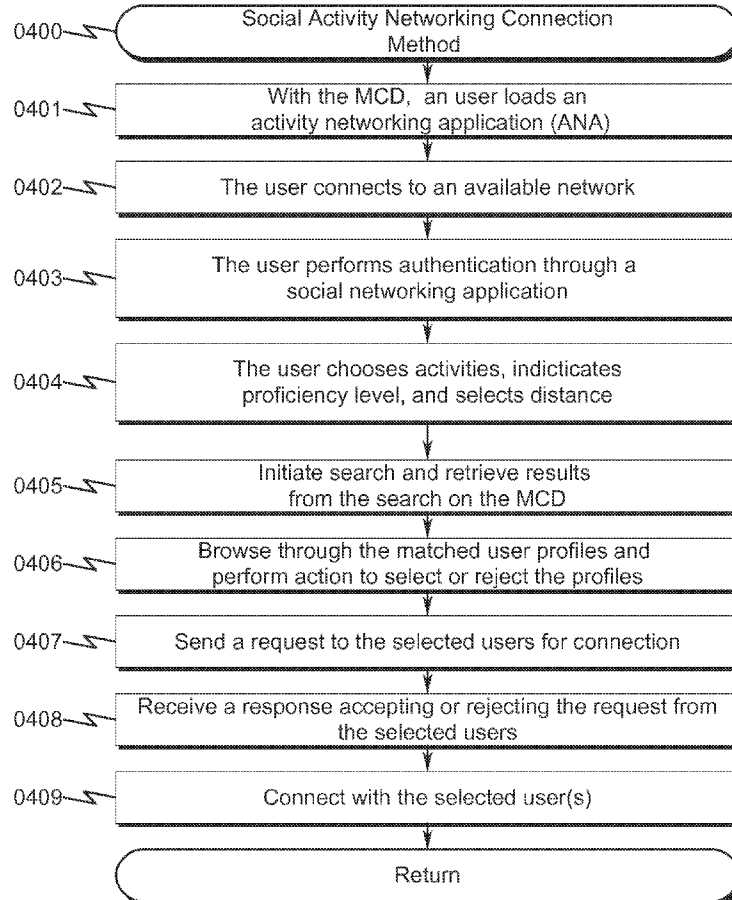 0400
Social Activity Networking Connection
Method
0401
With the MCD, an user loads an
activity networking application (ANA)
0402
The user connects to an available network
0403
The user performs authentication through a
social networking application
0404
The user chooses activities, indicticates
proficiency level, and selects distance
0405
Initiate search and retrieve results
from the search on the MCD
0406
Browse through the matched user profiles and
perform action to select or reject the profiles
0407
Send a request to the selected users for connection
0408
Receive a response accepting or rejecting the request from
the selected users
0409
Connect with the selected user(s)
Return